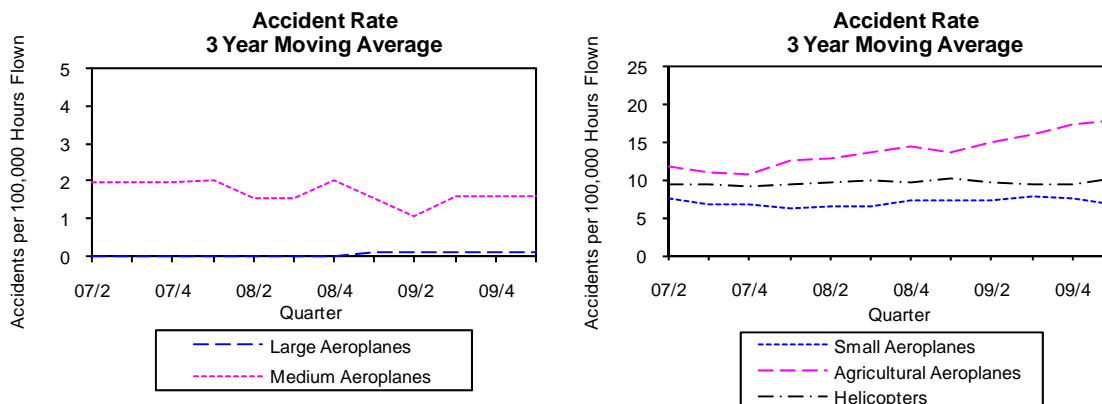 Accident Rate
3 Year Moving Average
Accidents per 100,000 Hours Flown
5
4
3
2
1
0
07/2 07/4 08/2 08/4 09/2 09/4
Quarter
Large Aeroplanes
Medium Aeroplanes
Accident Rate
3 Year Moving Average
Accidents per 100,000 Hours Flown
25
20
15
10
5
0
07/2 07/4 08/2 08/4 09/2 09/4
Quarter
Small Aeroplanes
Agricultural Aeroplanes
Helicopters